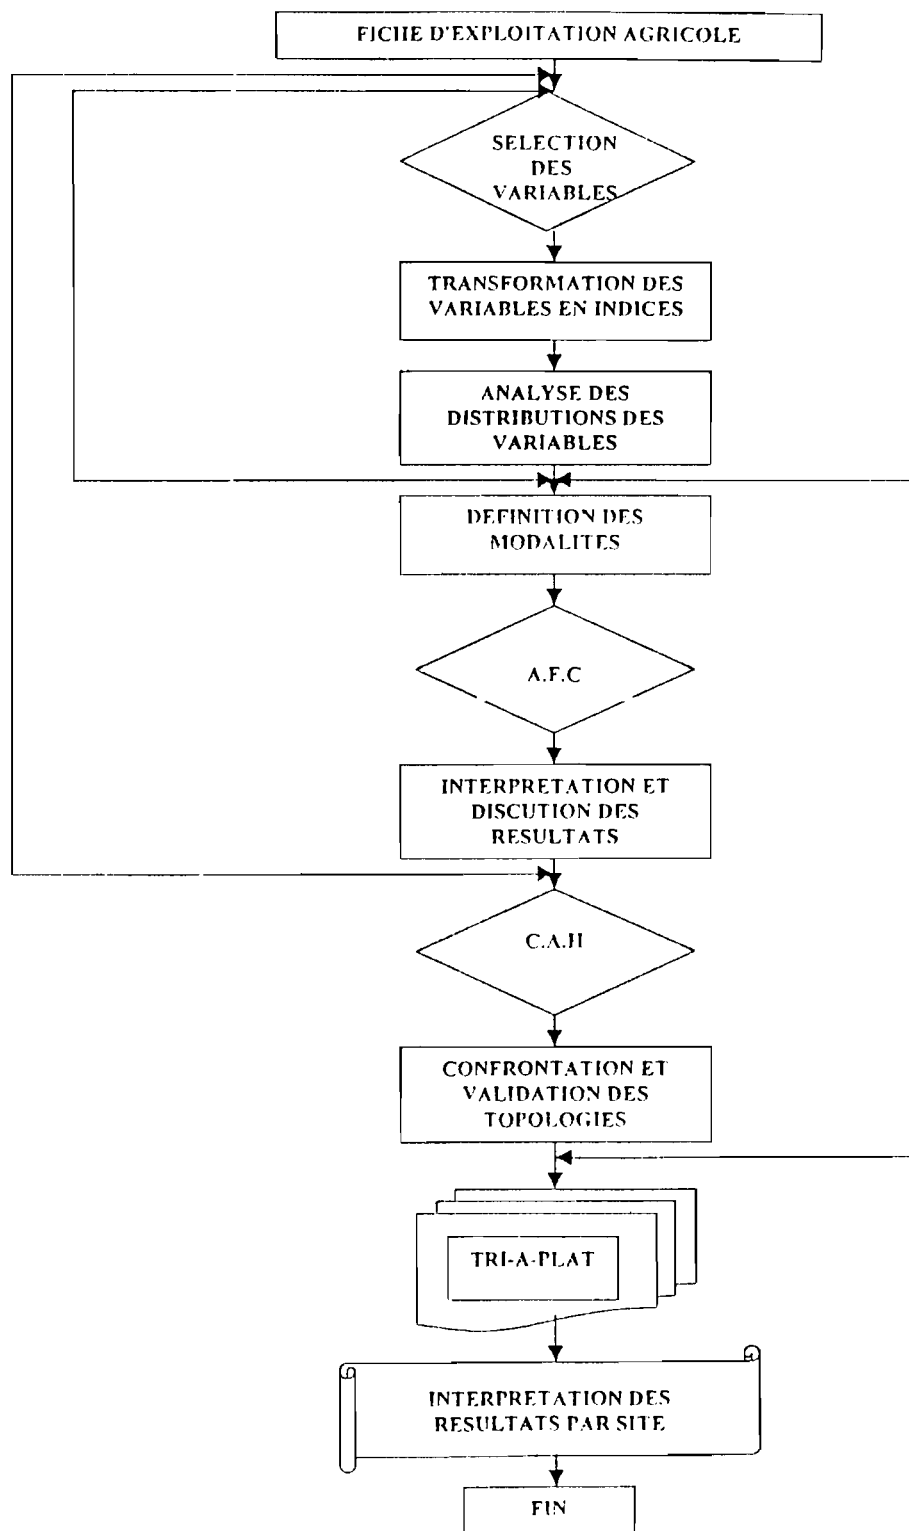 FICHE D'EXPLOITATION AGRICOLE
SELECTION
DES
VARIABLES
TRANSFORMATION DES
VARIABLES EN INDICES
ANALYSE DES
DISTRIBUTIONS DES
VARIABLES
DEFINITION DES
MODALITES
A.F.C
INTERPRETATION ET
DISCUTION DES
RESULTATS
C.A.H
CONFRONTATION ET
VALIDATION DES
TOPOLOGIES
TRI-A-PLAT
INTERPRETATION DES
RESULTATS PAR SITE
FIN